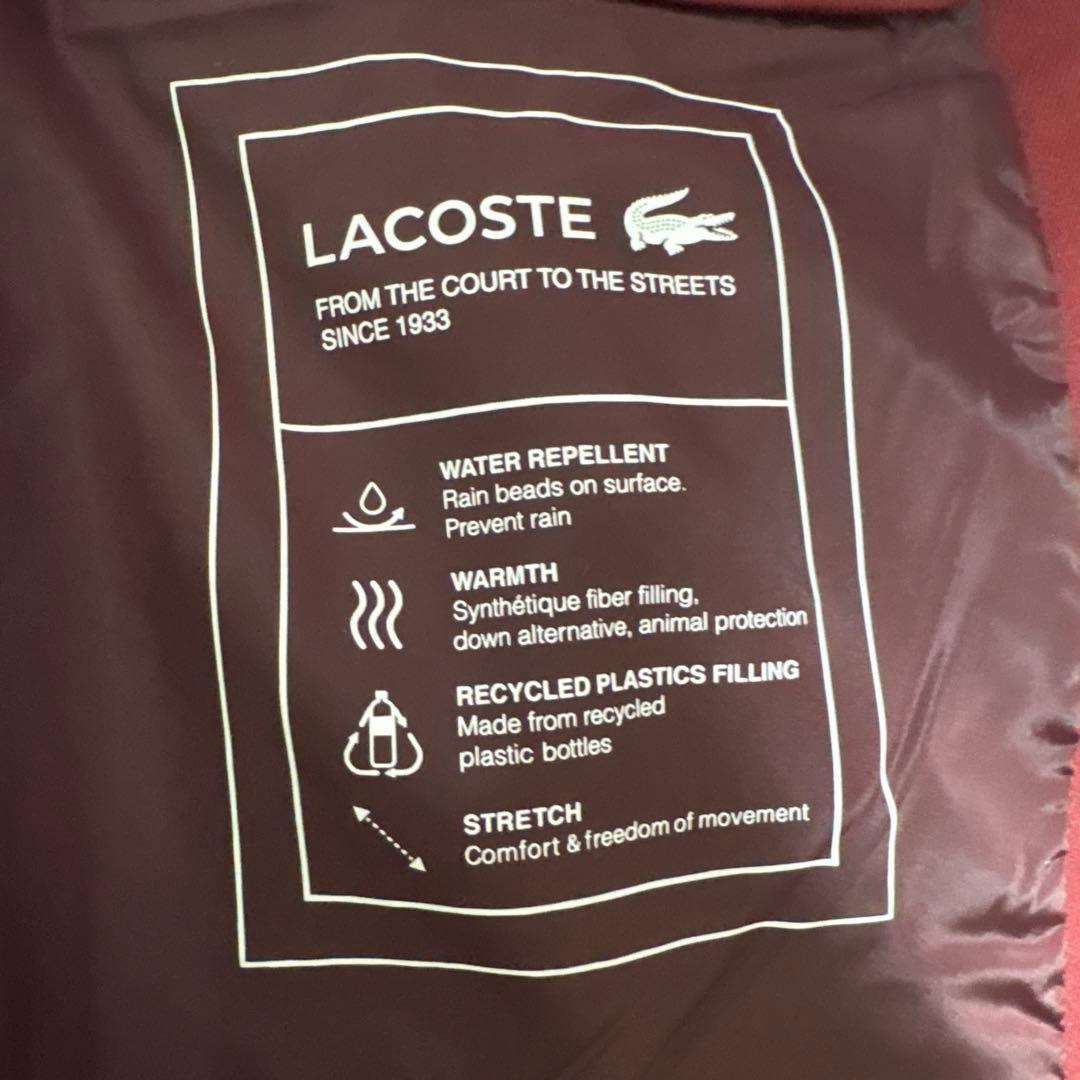 LACOSTE
FROM THE COURT TO THE STREETS
SINCE 1933
WATER REPELLENT
Rain beads on surface.
Prevent rain
WARMTH
Synthétique fiber filling,
down alternative, animal protection
RECYCLED PLASTICS FILLING
Made from recycled
plastic bottles
STRETCH
Comfort & freedom of movement